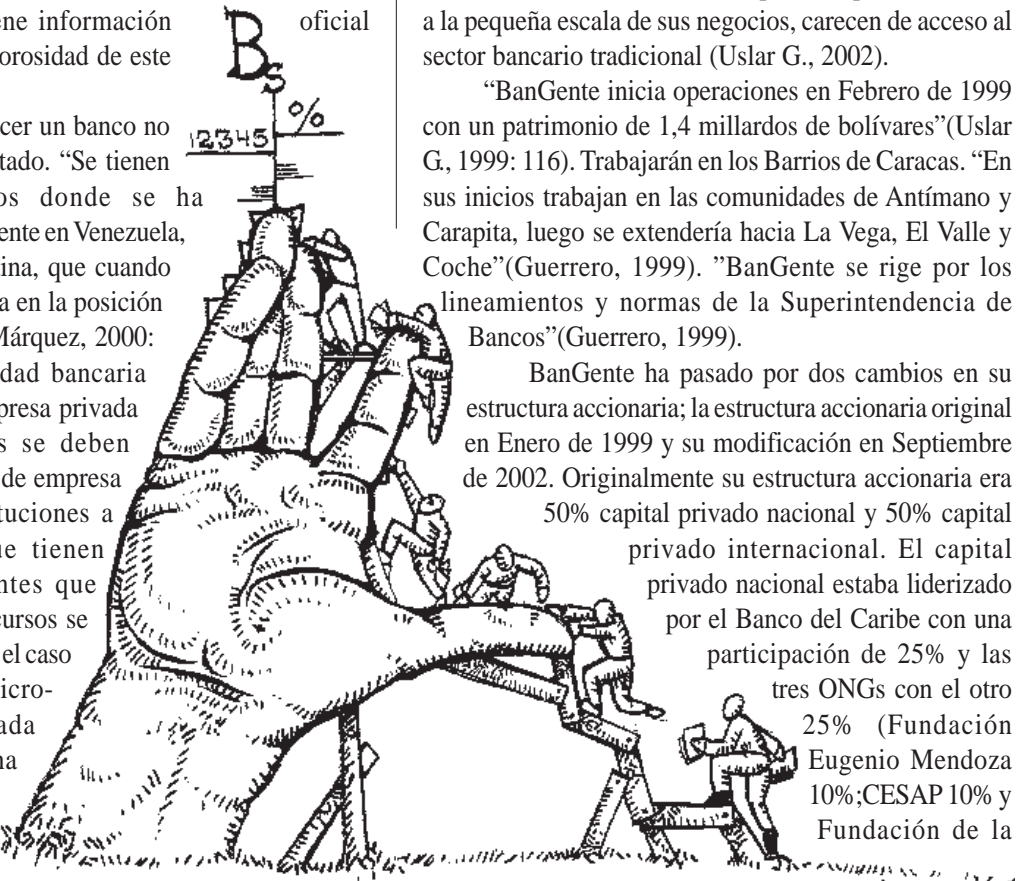 ene información oficial
orosidad de este
cer un banco no
tado. “Se tienen
os donde se ha
ente en Venezuela,
ina, que cuando
a en la posición
Márquez, 2000:
dad bancaria
presa privada
s se deben
de empresa
tuciones a
ue tienen
ntes que
cursos se
el caso
icro-
ada
na
Bs
%
12345
a la pequeña escala de sus negocios, carecen de acceso al
sector bancario tradicional (Uslar G., 2002).
“BanGente inicia operaciones en Febrero de 1999
con un patrimonio de 1,4 millardos de bolívares”(Uslar
G., 1999: 116). Trabajarán en los Barrios de Caracas. “En
sus inicios trabajan en las comunidades de Antímano y
Carapita, luego se extendería hacia La Vega, El Valle y
Coche”(Guerrero, 1999). ”BanGente se rige por los
lineamientos y normas de la Superintendencia de
Bancos”(Guerrero, 1999).
BanGente ha pasado por dos cambios en su
estructura accionaria; la estructura accionaria original
en Enero de 1999 y su modificación en Septiembre
de 2002. Originalmente su estructura accionaria era
50% capital privado nacional y 50% capital
privado internacional. El capital
privado nacional estaba liderizado
por el Banco del Caribe con una
participación de 25% y las
tres ONGs con el otro
25% (Fundación
Eugenio Mendoza
10%;CESAP 10% y
Fundación de la